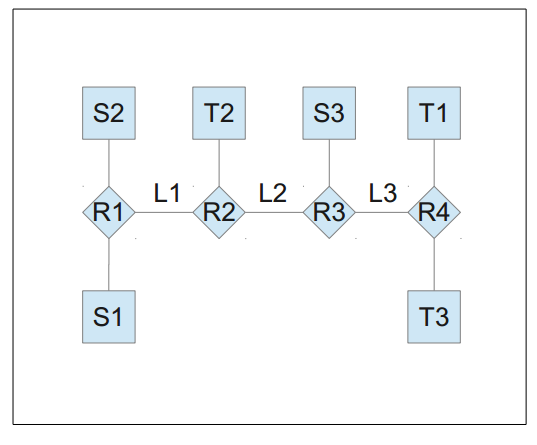 S2 T2 S3 T1
L1 L2 L3
R1 R2 R3 R4
S1 T3